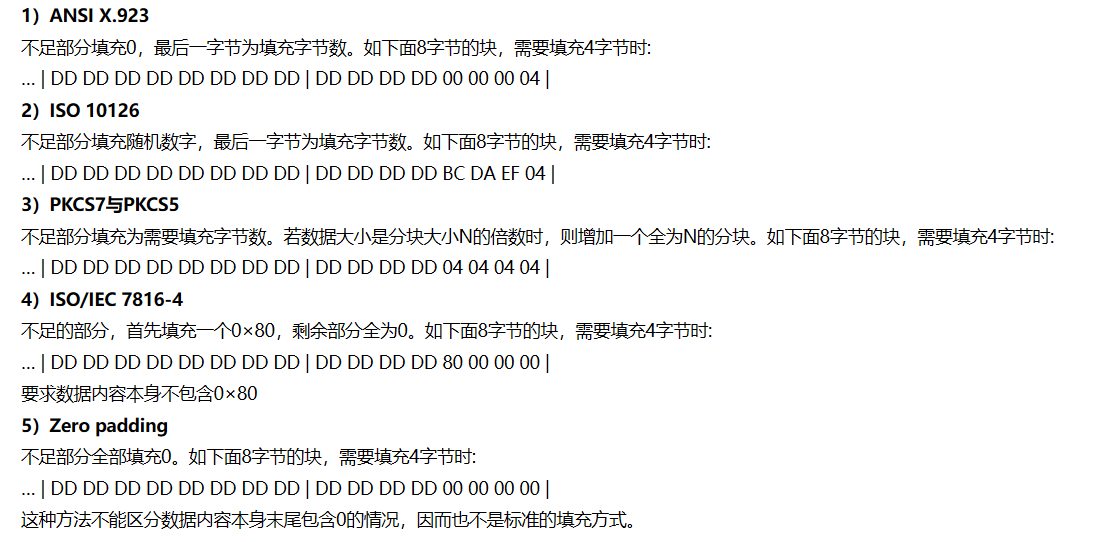 1）ANSI X.923
不足部分填充0，最后一字节为填充字节数。如下面8字节的块，需要填充4字节时:
... | DD DD DD DD DD DD DD DD | DD DD DD DD 00 00 00 04 |
2）ISO 10126
不足部分填充随机数字，最后一字节为填充字节数。如下面8字节的块，需要填充4字节时:
... | DD DD DD DD DD DD DD DD | DD DD DD DD BC DA EF 04 |
3）PKCS7与PKCS5
不足部分填充为需要填充字节数。若数据大小是分块大小N的倍数时，则增加一个全为N的分块。如下面8字节的块，需要填充4字节时:
... | DD DD DD DD DD DD DD DD | DD DD DD DD 04 04 04 04 |
4）ISO/IEC 7816-4
不足的部分，首先填充一个0×80，剩余部分全为0。如下面8字节的块，需要填充4字节时:
... | DD DD DD DD DD DD DD DD | DD DD DD DD 80 00 00 00 |
要求数据内容本身不包含0×80
5）Zero padding
不足部分全部填充0。如下面8字节的块，需要填充4字节时:
... | DD DD DD DD DD DD DD DD | DD DD DD DD 00 00 00 00 |
这种方法不能区分数据内容本身末尾包含0的情况，因而也不是标准的填充方式。